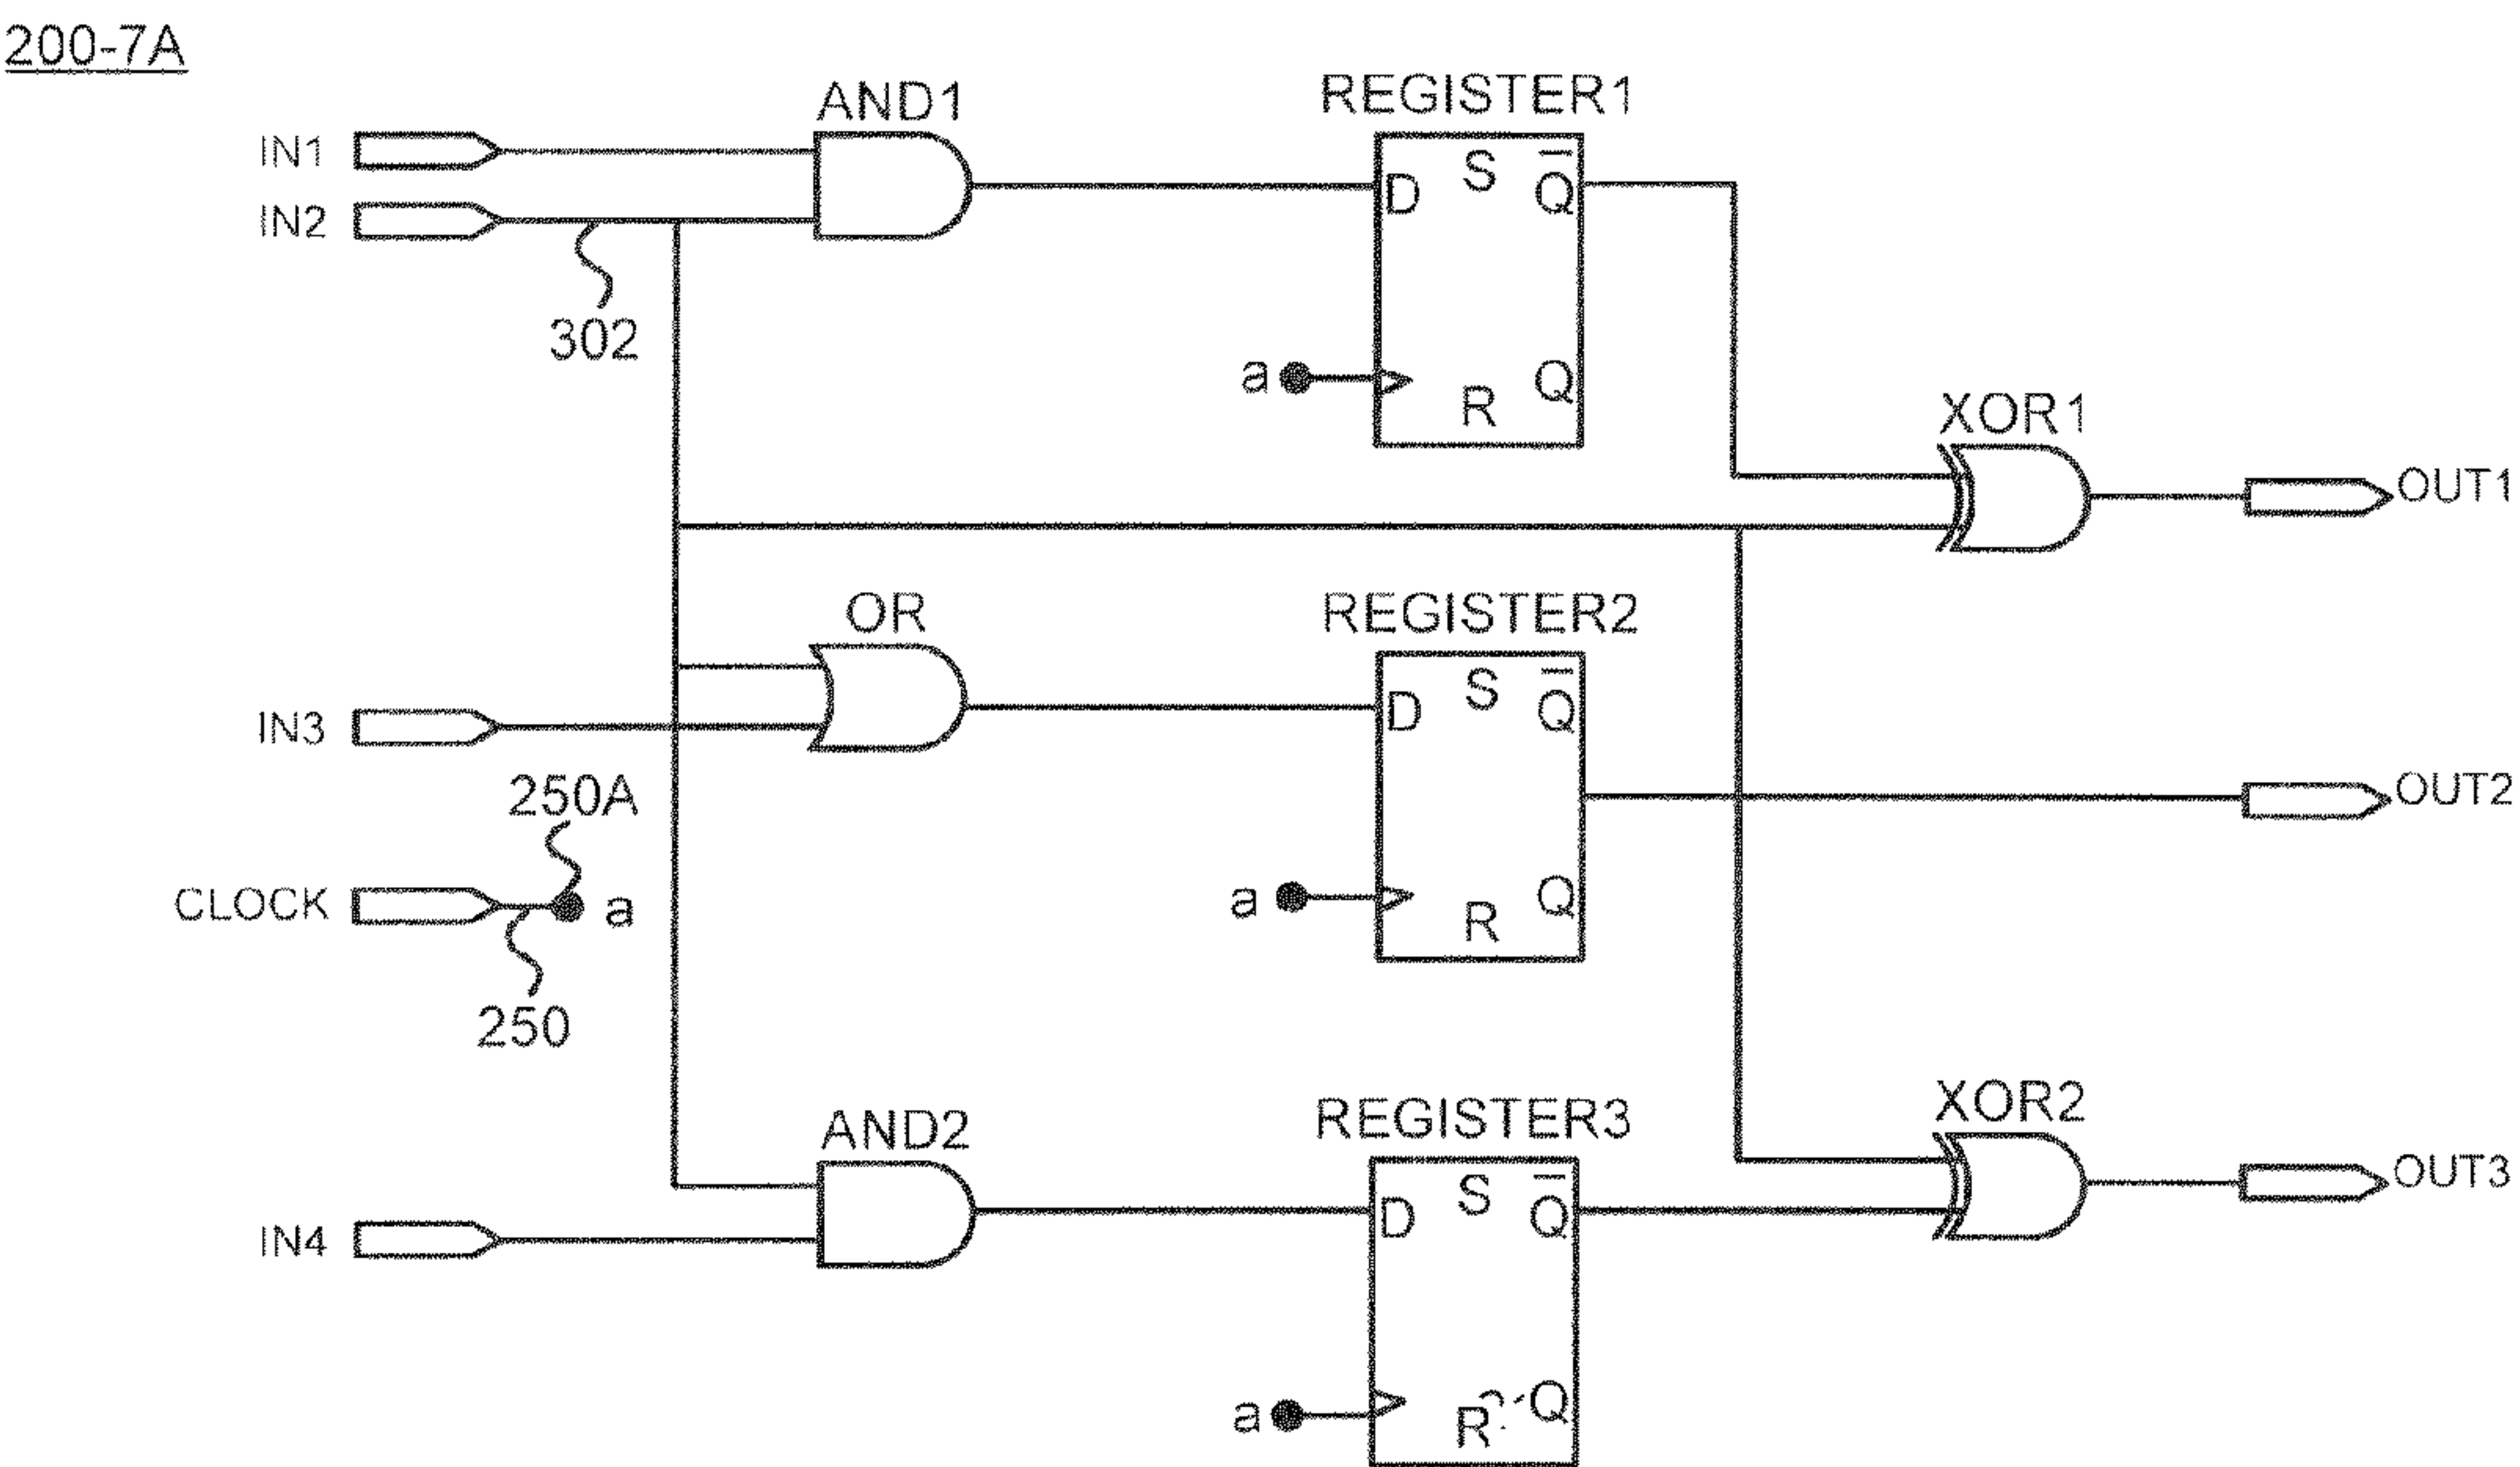 200-7A
AND1
REGISTER1
IN1
IN2
D S Q̅
302
a
R Q
XOR1
OUT1
OR
REGISTER2
D S Q̅
IN3
250A
OUT2
CLOCK
a
a
R Q
250
AND2
REGISTER3
XOR2
OUT3
D S Q̅
IN4
a
R Q